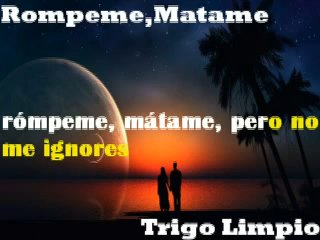 Rompeme,Matame
rómpeme, mátame, pero no
me ignores
Trigo Limpio